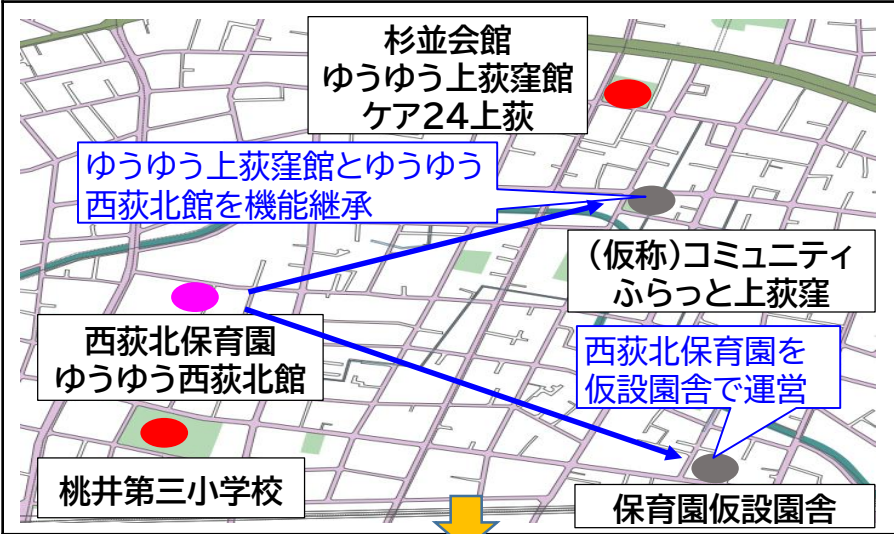 杉並会館
ゆうゆう上荻窪館
ケア24上荻
ゆうゆう上荻窪館とゆうゆう
西荻北館を機能継承
(仮称)コミュニティ
ふらっと上荻窪
西荻北保育園
ゆうゆう西荻北館
西荻北保育園を
仮設園舎で運営
桃井第三小学校
保育園仮設園舎